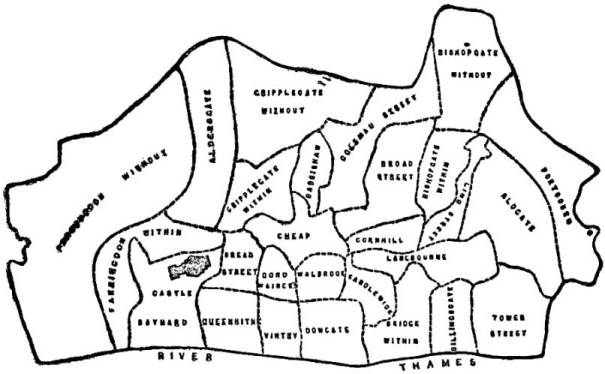 BISHOPGATE
WITHOUT
CRIPPLEGATE
WITHOUT
ALDERSGATE
COLEMAN STREET
FARRINGDON WITHOUT
BASSISHAW
BROAD
STREET
BISHOPGATE
WITHIN
LIME STREET
ALDGATE
PORTSOKEN
CRIPPLEGATE
WITHIN
FARRINGDON
WITHIN
CHEAP
CORNHILL
LANGBOURNE
BREAD
STREET
CORD
WAINER
WALBROOK
CANDLEWICK
CASTLE
BAYNARD
QUEENHITH
VINTRY
DOWGATE
BRIDGE
WITHIN
BILLINGSGATE
TOWER
STREET
RIVER
THAMES